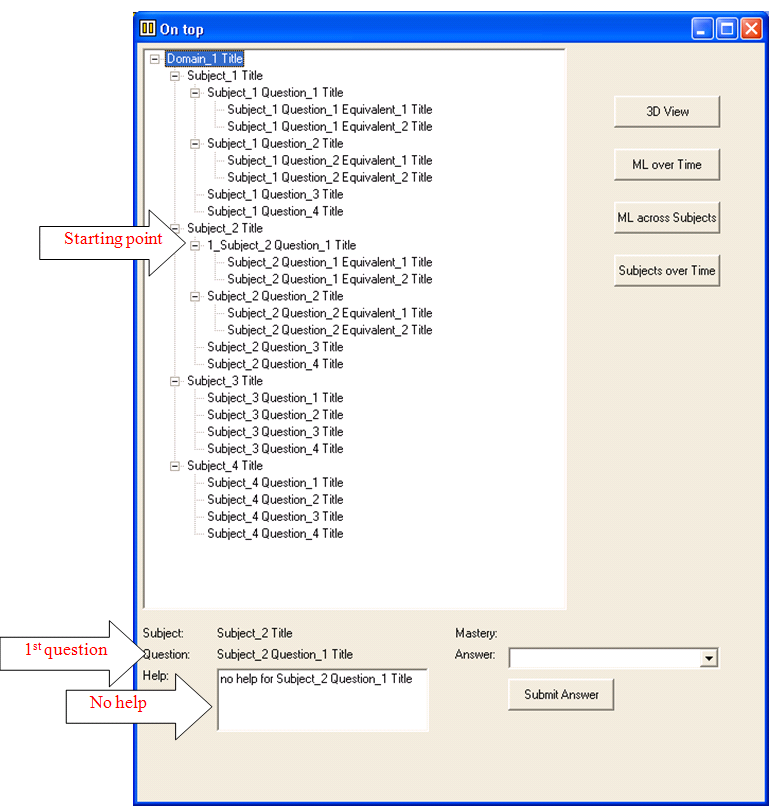 On top
Domain_1 Title
Subject_1 Title
Subject_1 Question_1 Title
Subject_1 Question_1 Equivalent_1 Title
Subject_1 Question_1 Equivalent_2 Title
Subject_1 Question_2 Title
Subject_1 Question_2 Equivalent_1 Title
Subject_1 Question_2 Equivalent_2 Title
Subject_1 Question_3 Title
Subject_1 Question_4 Title
Subject_2 Title
Starting point
1_Subject_2 Question_1 Title
Subject_2 Question_1 Equivalent_1 Title
Subject_2 Question_1 Equivalent_2 Title
Subject_2 Question_2 Title
Subject_2 Question_2 Equivalent_1 Title
Subject_2 Question_2 Equivalent_2 Title
Subject_2 Question_3 Title
Subject_2 Question_4 Title
Subject_3 Title
Subject_3 Question_1 Title
Subject_3 Question_2 Title
Subject_3 Question_3 Title
Subject_3 Question_4 Title
Subject_4 Title
Subject_4 Question_1 Title
Subject_4 Question_2 Title
Subject_4 Question_3 Title
Subject_4 Question_4 Title
3D View
ML over Time
ML across Subjects
Subjects over Time
Subject: Subject_2 Title Mastery:
1st question
Question: Subject_2 Question_1 Title Answer:
Help: no help for Subject_2 Question_1 Title
No help
Submit Answer